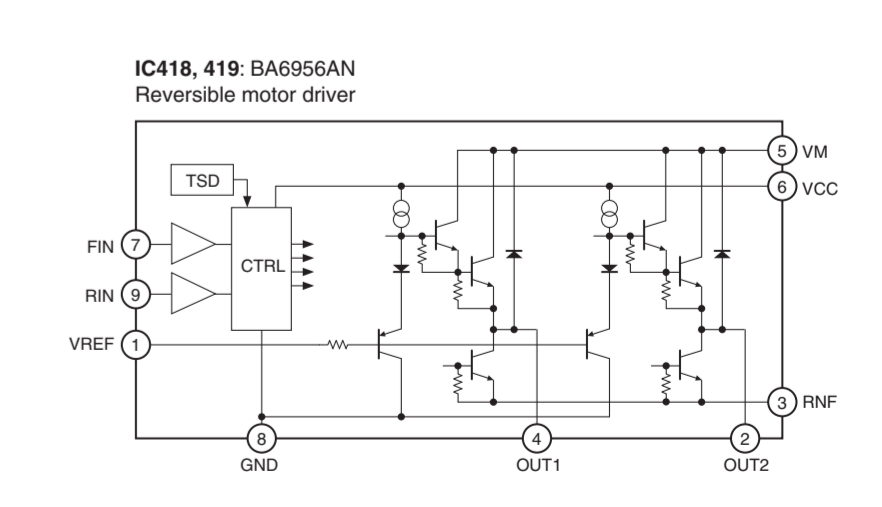 IC418, 419: BA6956AN
Reversible motor driver
5 VM
TSD
6 VCC
FIN 7
CTRL
RIN 9
VREF 1
3 RNF
8
4
2
GND
OUT1
OUT2